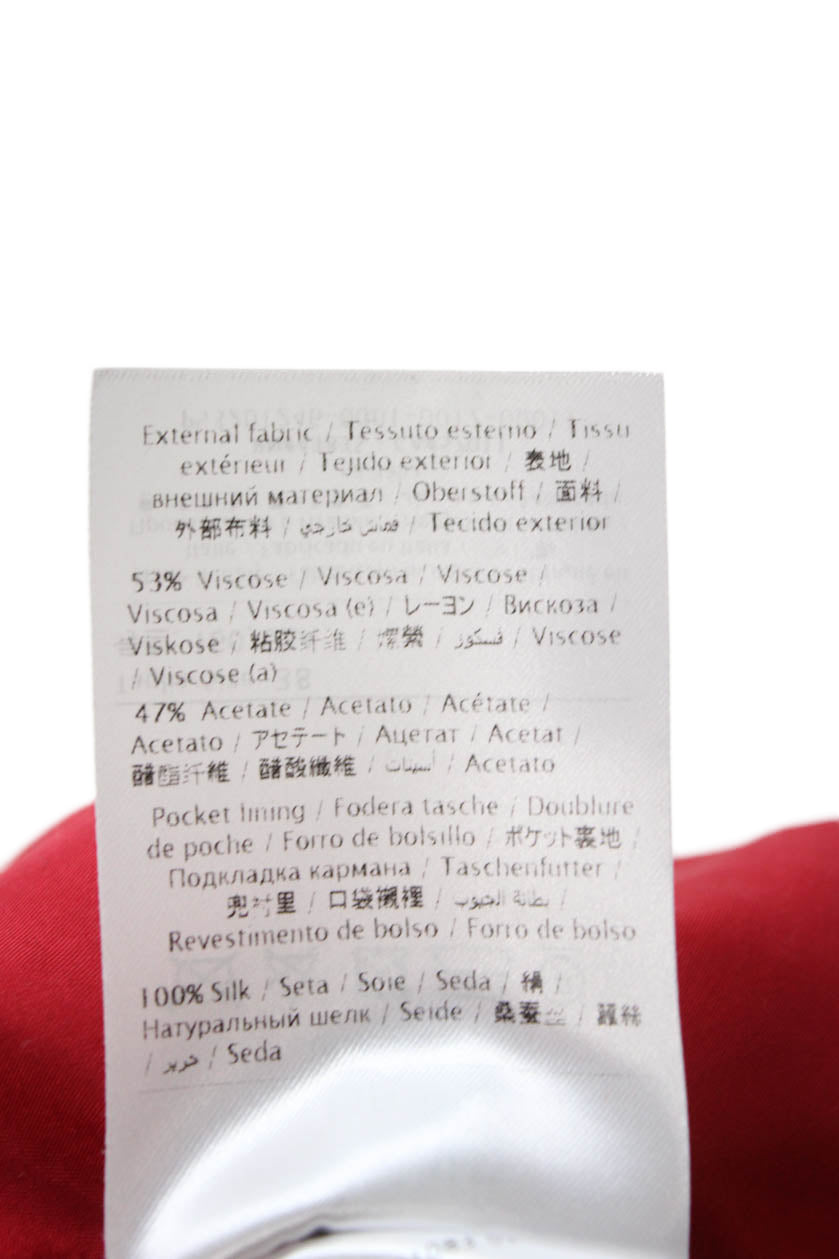 External fabric / Tessuto esterno / Tissu
extérieur / Tejido exterior / 表地 /
внешний материал / Oberstoff / 面料 /
外部布料 / قماش خارجي / Tecido exterior
53% Viscose / Viscosa / Viscose /
Viscosa / Viscosa (e) / レーヨン / Вискоза /
Viskose / 粘胶纤维 / / فسكوز / Viscose
/ Viscose (a)
47% Acetate / Acetato / Acétate /
Acetato / アセテート / Ацетат / Acetat /
醋酯纤维 / 醋酸纖維 / أسيتات / Acetato
Pocket lining / Fodera tasche / Doublure
de poche / Forro de bolsillo / ポケット裏地 /
Подкладка кармана / Taschenfutter /
兜衬里 / 口袋襯裡 / بطانة الجيوب /
Revestimento de bolso / Forro de bolso
100% Silk / Seta / Soie / Seda / 絹 /
Натуральный шелк / Seide / 桑蚕丝 / 蠶絲
/ حرير / Seda